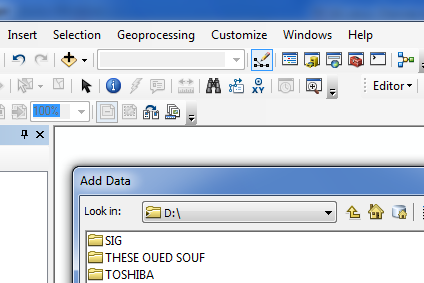 Insert Selection Geoprocessing Customize Windows Help
XY
Editor
100%
Add Data
Look in: D:\
SIG
THESE OUED SOUF
TOSHIBA